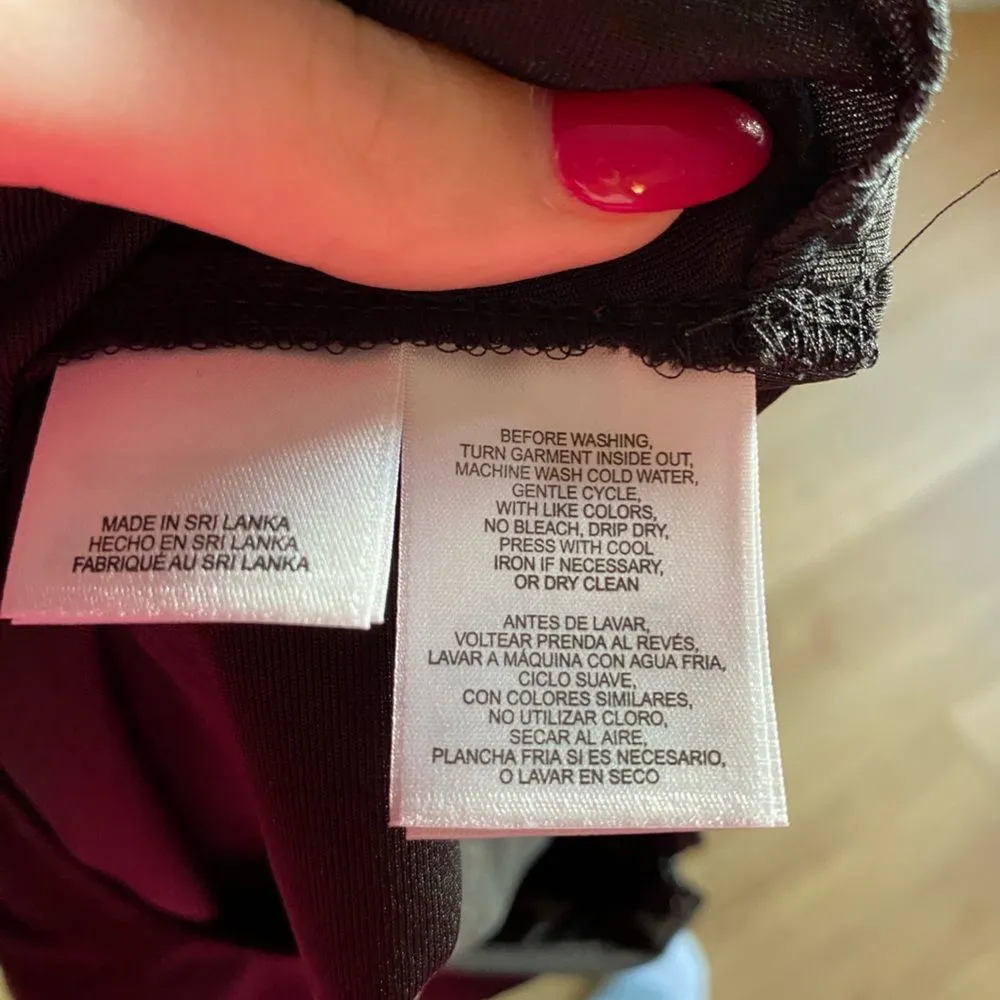 MADE IN SRI LANKA
HECHO EN SRI LANKA
FABRIQUÉ AU SRI LANKA
BEFORE WASHING,
TURN GARMENT INSIDE OUT,
MACHINE WASH COLD WATER,
GENTLE CYCLE,
WITH LIKE COLORS,
NO BLEACH, DRIP DRY,
PRESS WITH COOL
IRON IF NECESSARY,
OR DRY CLEAN
ANTES DE LAVAR,
VOLTEAR PRENDA AL REVÉS,
LAVAR A MÁQUINA CON AGUA FRIA,
CICLO SUAVE,
CON COLORES SIMILARES,
NO UTILIZAR CLORO,
SECAR AL AIRE,
PLANCHA FRIA SI ES NECESARIO,
O LAVAR EN SECO